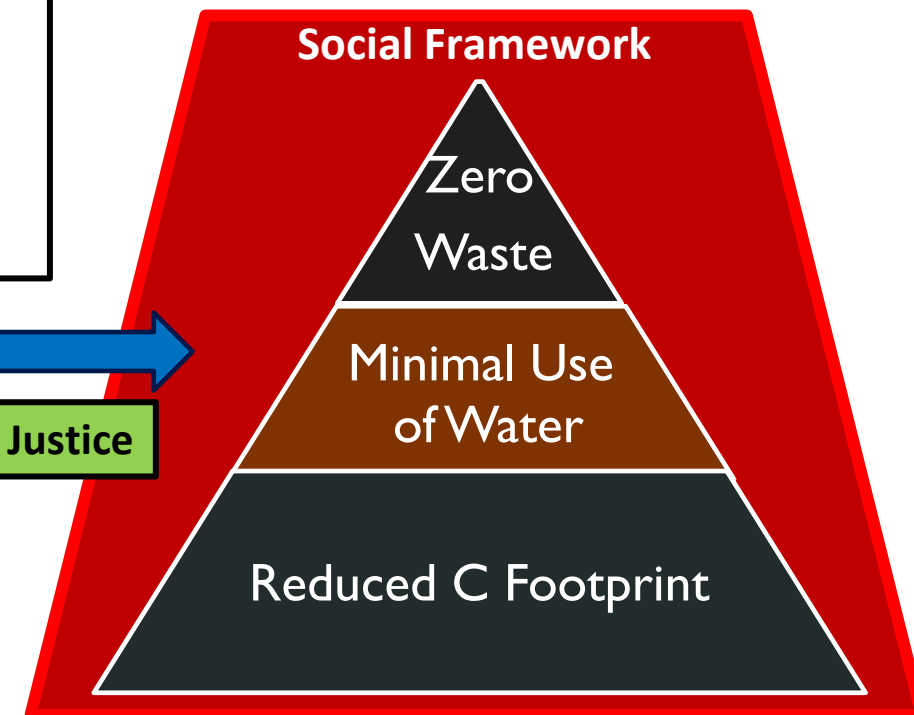 Social Framework
Zero
Waste
Minimal Use
of Water
Justice
Reduced C Footprint